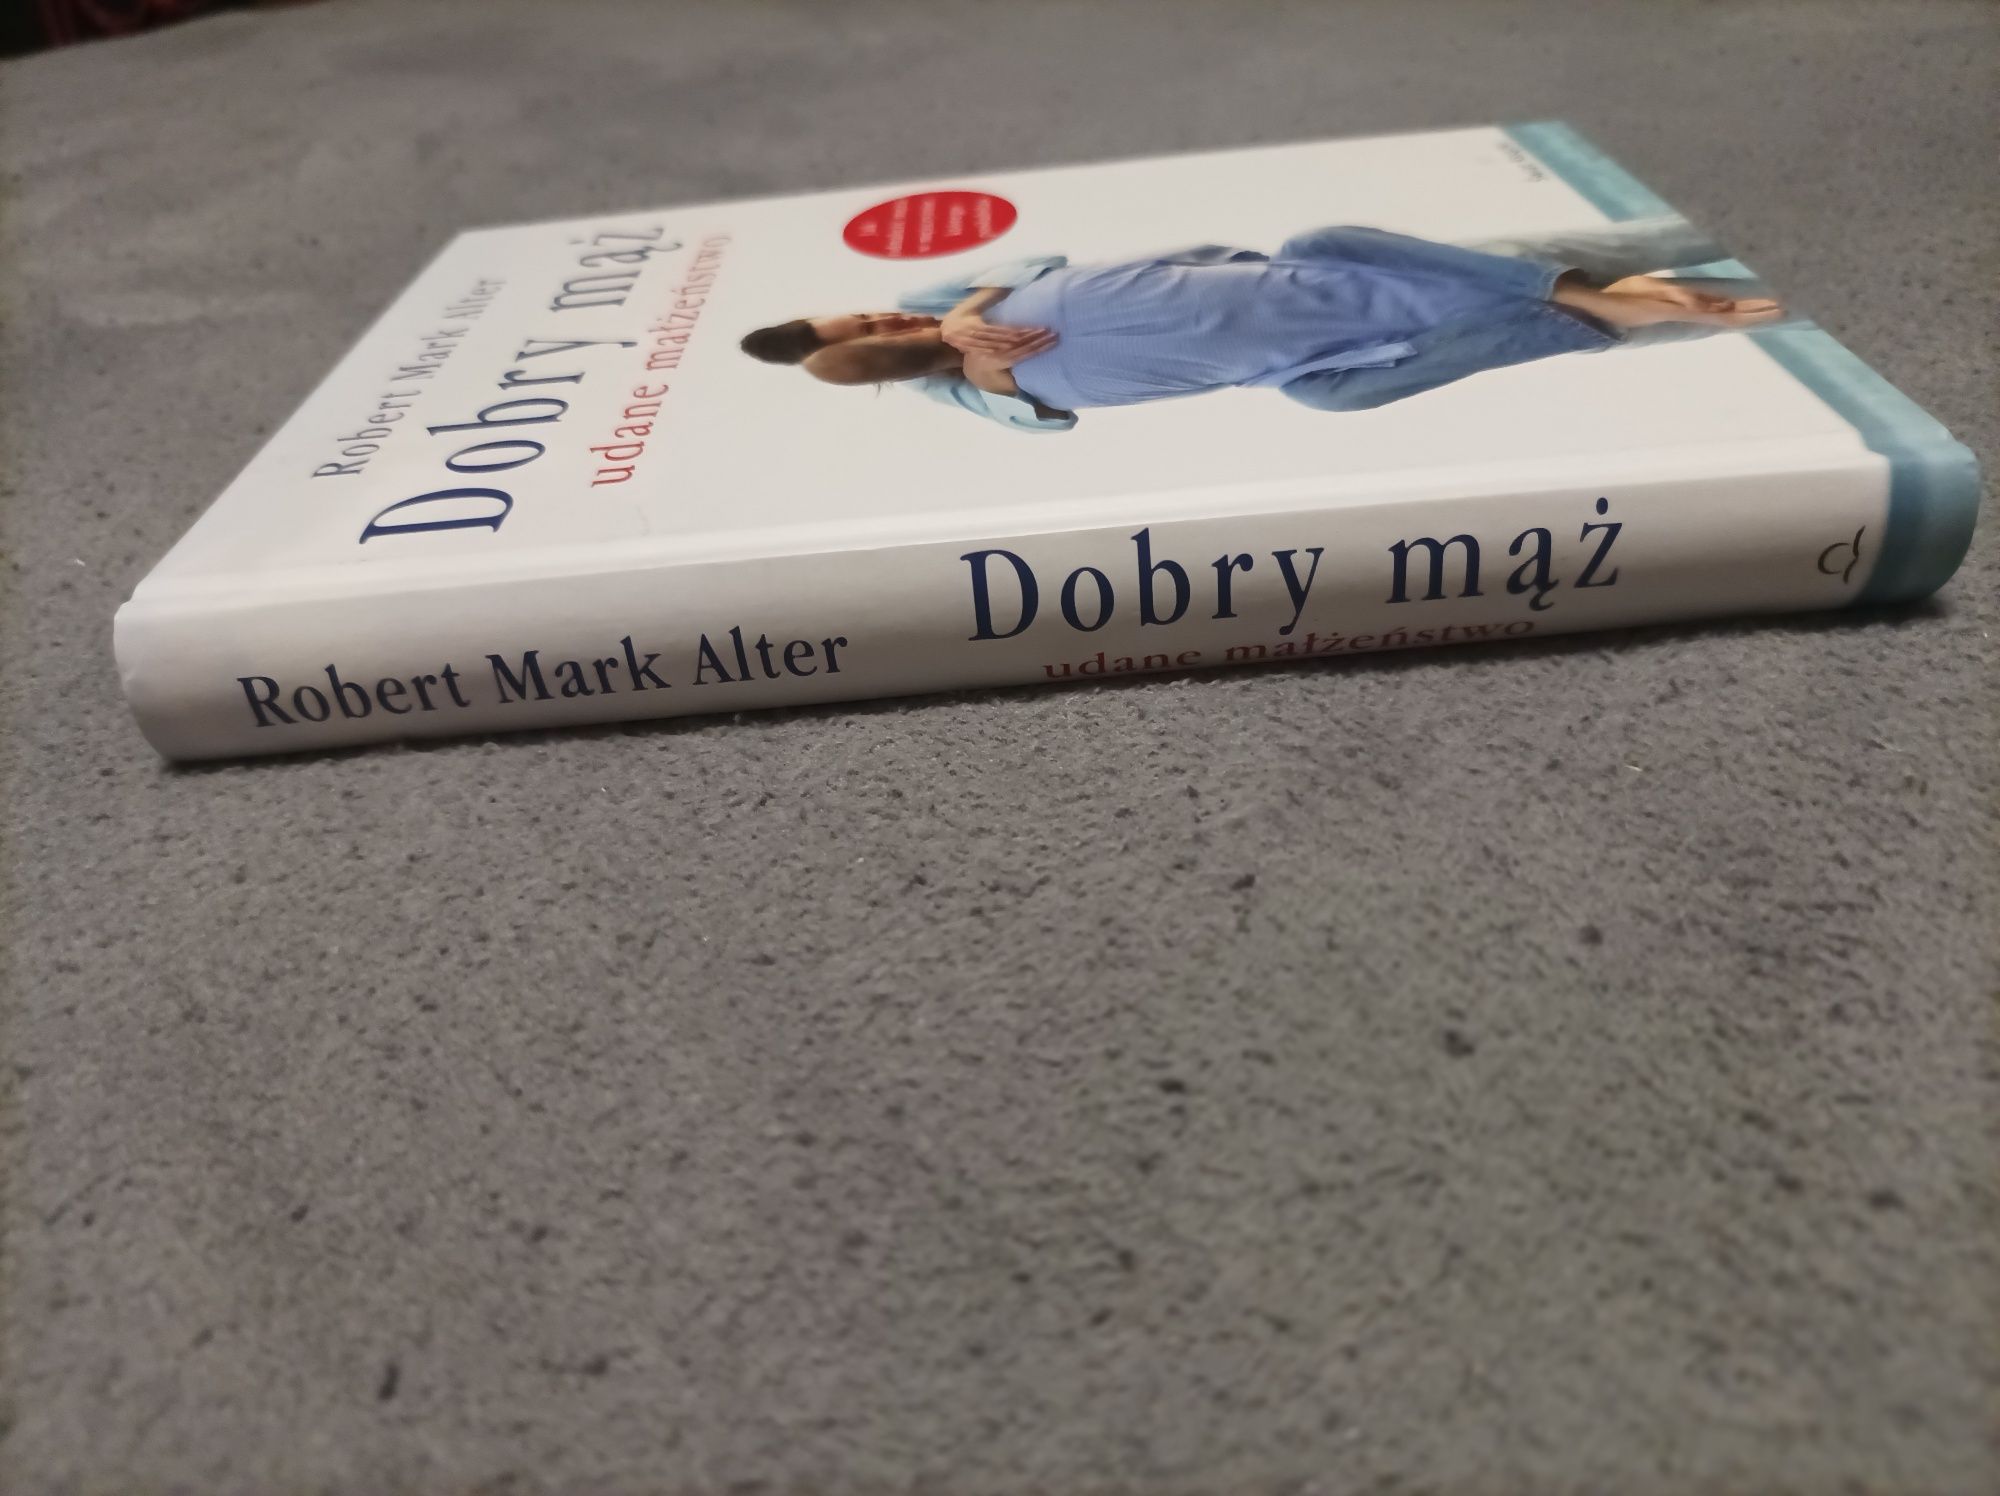 Robert Mark Alter
Dobry mąż
udane małżeństwo
Robert Mark Alter
Dobry mąż
udane małżeństwo